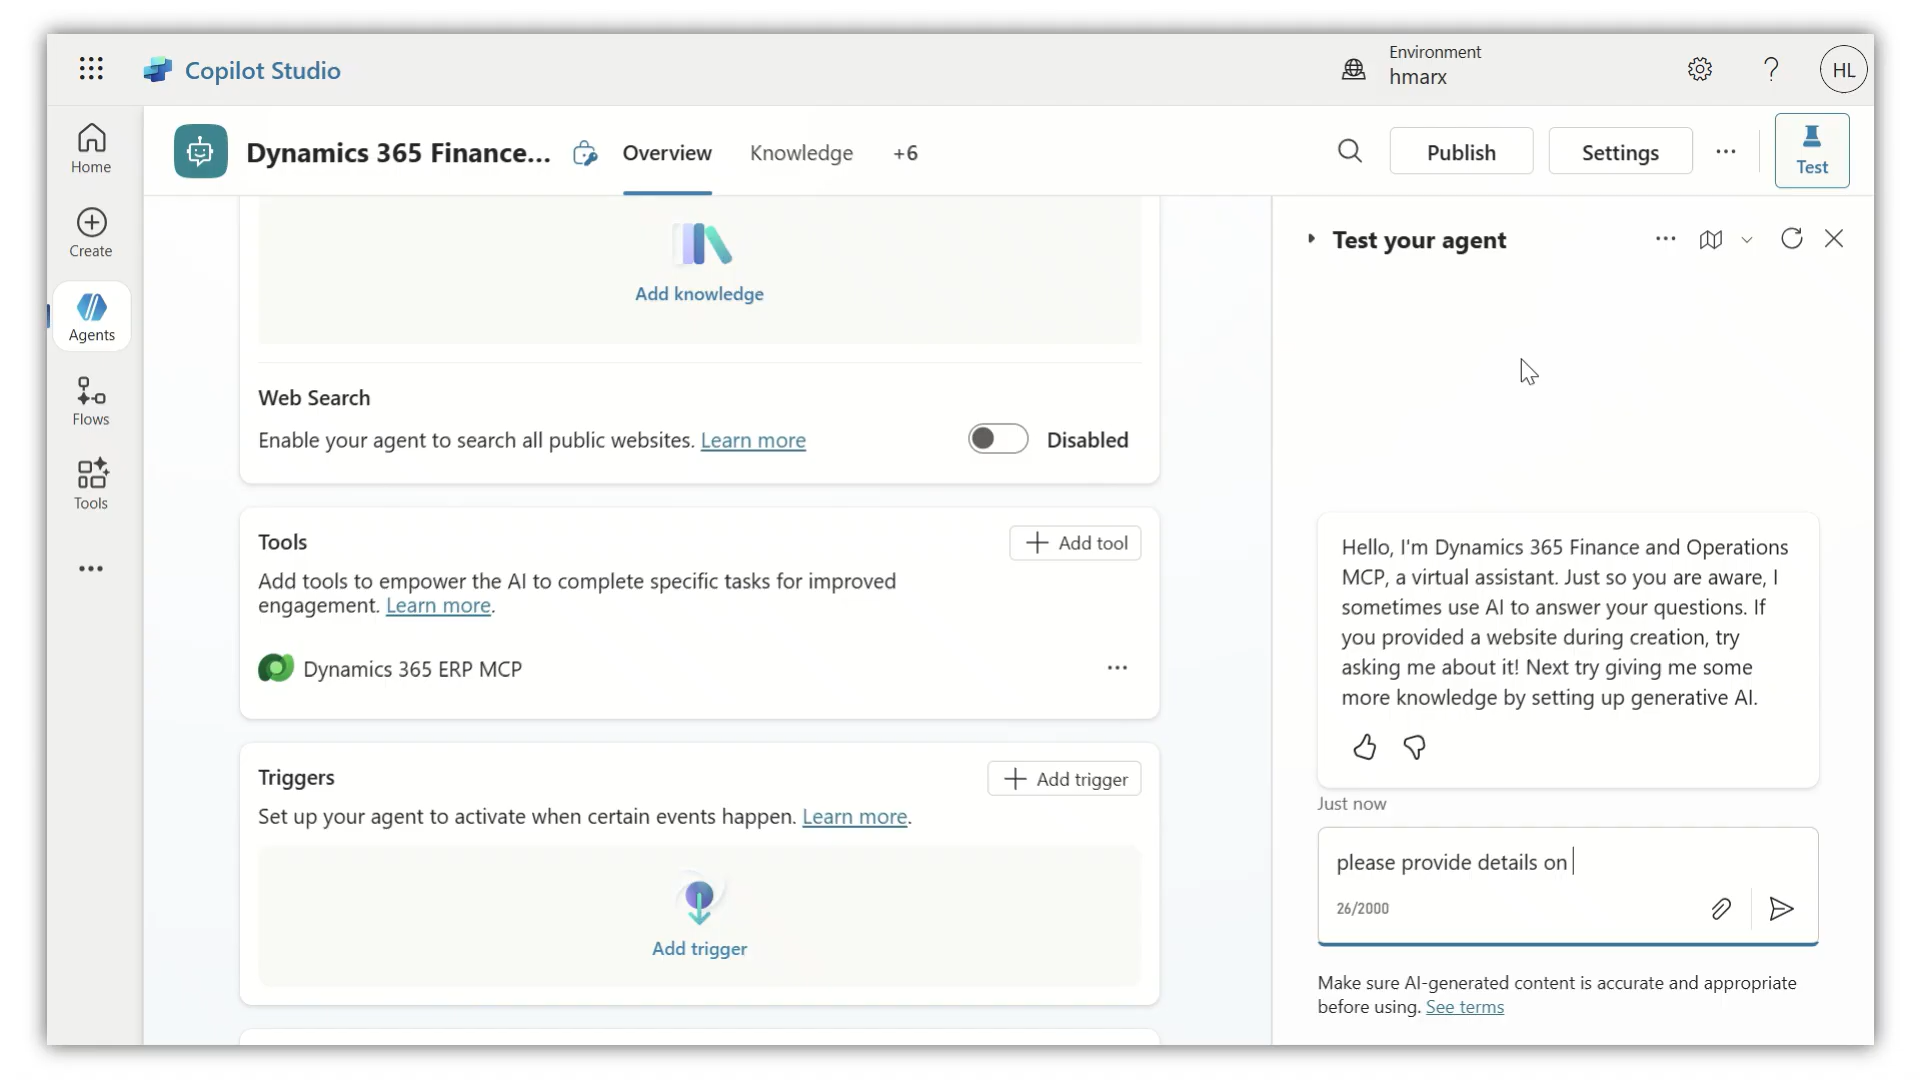 Copilot Studio
Environment
hmarx
HL
Home
Create
Agents
Flows
Tools
Dynamics 365 Finance...
Overview
Knowledge
+6
Publish
Settings
Test
Add knowledge
Web Search
Enable your agent to search all public websites. Learn more
Disabled
Tools
Add tool
Add tools to empower the AI to complete specific tasks for improved
engagement. Learn more.
Dynamics 365 ERP MCP
Triggers
Add trigger
Set up your agent to activate when certain events happen. Learn more.
Add trigger
Test your agent
Hello, I'm Dynamics 365 Finance and Operations
MCP, a virtual assistant. Just so you are aware, I
sometimes use AI to answer your questions. If
you provided a website during creation, try
asking me about it! Next try giving me some
more knowledge by setting up generative AI.
Just now
please provide details on
26/2000
Make sure AI-generated content is accurate and appropriate
before using. See terms